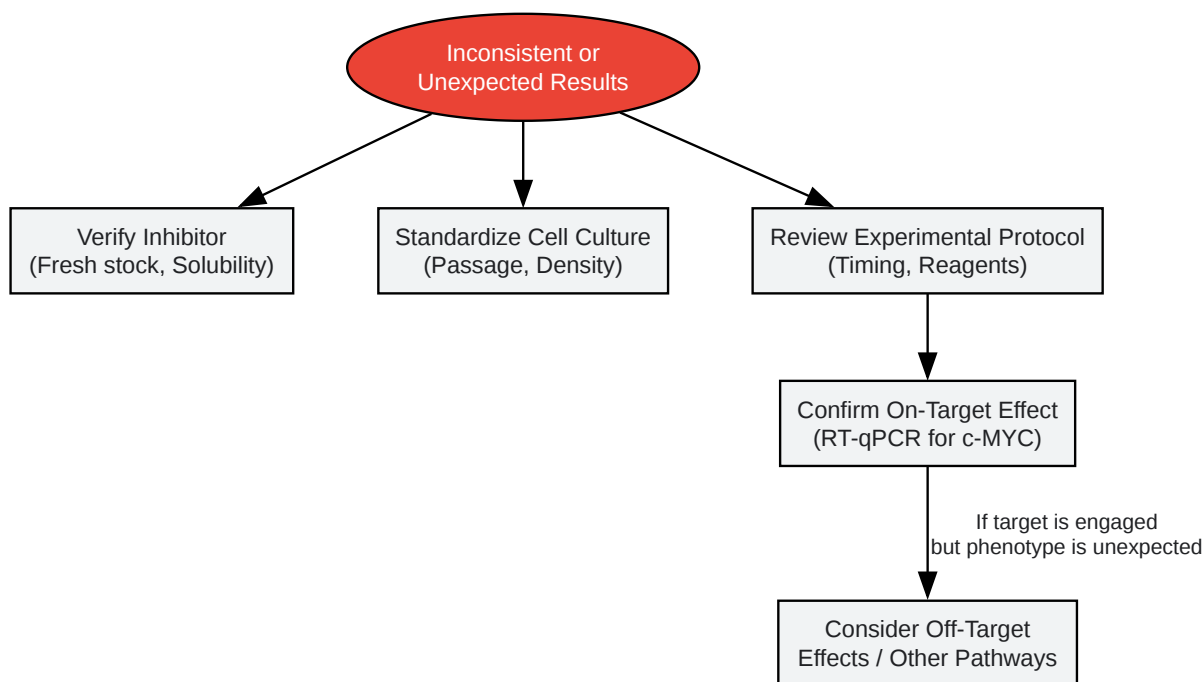 Inconsistent or
Unexpected Results
Verify Inhibitor
(Fresh stock, Solubility)
Standardize Cell Culture
(Passage, Density)
Review Experimental Protocol
(Timing, Reagents)
Confirm On-Target Effect
(RT-qPCR for c-MYC)
If target is engaged
but phenotype is unexpected
Consider Off-Target
Effects / Other Pathways